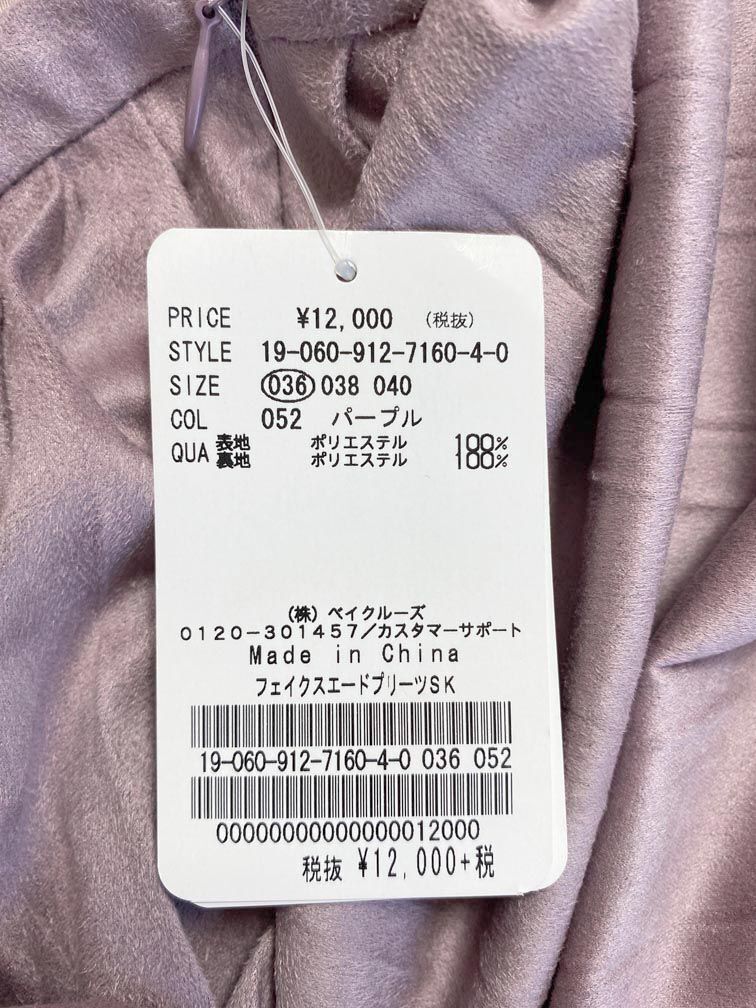 PRICE ¥12,000 (税抜)
STYLE 19-060-912-7160-4-0
SIZE 036 038 040
COL 052 パープル
QUA 表地 ポリエステル 100%
裏地 ポリエステル 100%
(株) ベイクルーズ
0120-301457/カスタマーサポート
Made in China
フェイクスエードプリーツSK
19-060-912-7160-4-0 036 052
00000000000000012000
税抜 ¥12,000+税